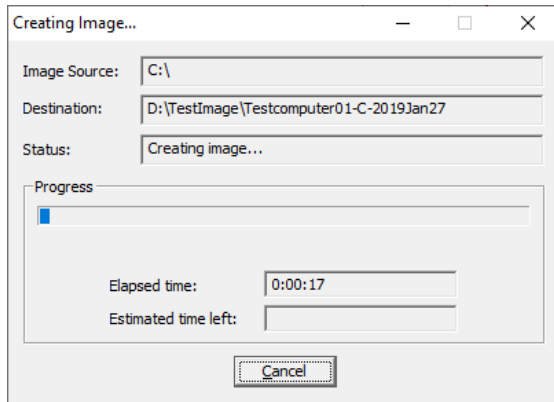 Creating Image...
Image Source: C:\
Destination: D:\TestImage\Testcomputer01-C-2019Jan27
Status: Creating image...
Progress
Elapsed time: 0:00:17
Estimated time left:
Cancel